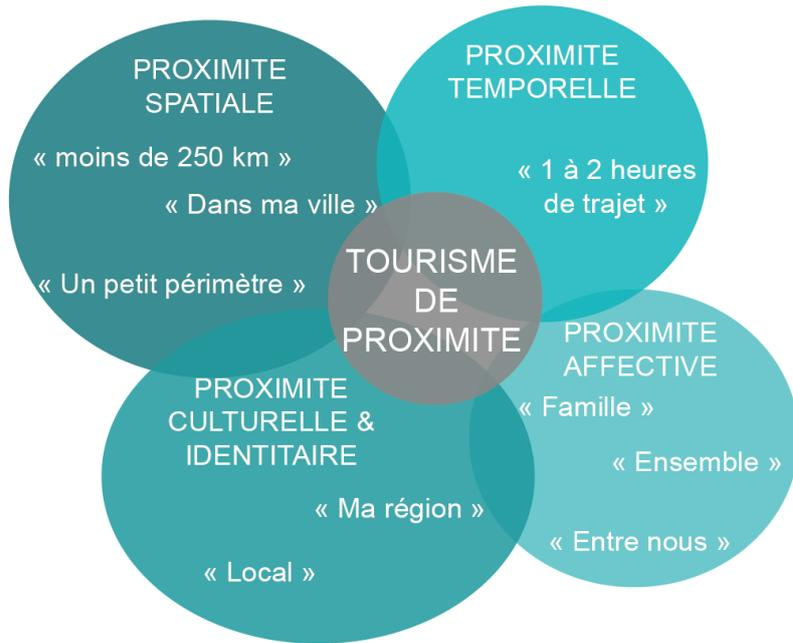 PROXIMITE
SPATIALE
« moins de 250 km »
« Dans ma ville »
« Un petit périmètre »
PROXIMITE
TEMPORELLE
« 1 à 2 heures
de trajet »
TOURISME
DE
PROXIMITE
PROXIMITE
CULTURELLE &
IDENTITAIRE
« Ma région »
« Local »
PROXIMITE
AFFECTIVE
« Famille »
« Ensemble »
« Entre nous »